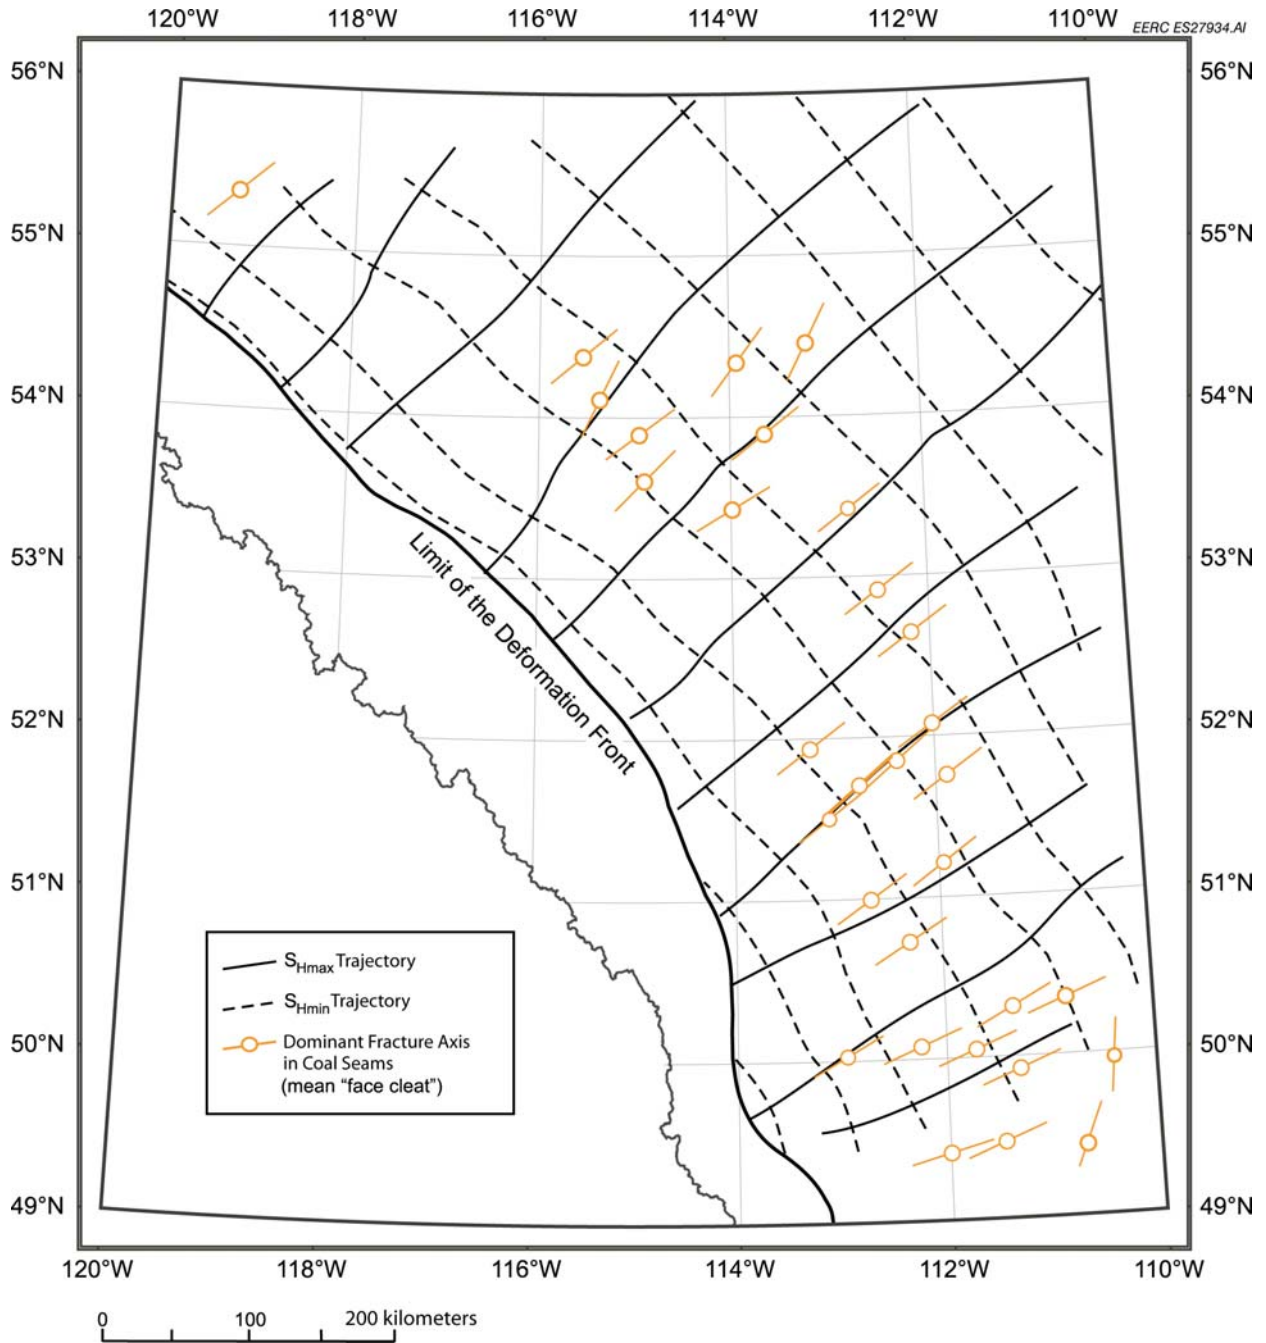 120°W 118°W 116°W 114°W 112°W 110°W
EERC ES27934.AI
56°N 56°N
55°N 55°N
54°N 54°N
53°N 53°N
Limit of the Deformation Front
52°N 52°N
51°N 51°N
SHmax Trajectory
SHmin Trajectory
50°N 50°N
Dominant Fracture Axis
in Coal Seams
(mean "face cleat")
49°N 49°N
120°W 118°W 116°W 114°W 112°W 110°W
0 100 200 kilometers